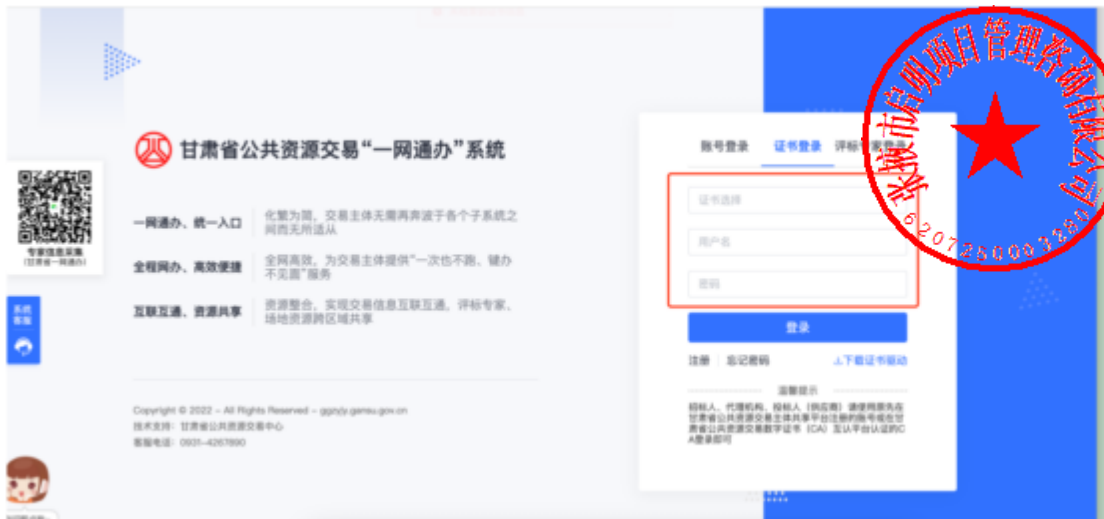 甘肃省公共资源交易“一网通办”系统
一网通办、统一入口
化繁为简，交易主体无需再奔波于各个子系统之
间而无所适从
全程网办、高效便捷
全网高效，为交易主体提供“一次也不跑、键办
不见面”服务
互联互通、资源共享
资源整合，实现交易信息互联互通，评标专家、
场地资源跨区域共享
Copyright © 2022 - All Rights Reserved - ggzyjy.gansu.gov.cn
技术支持：甘肃省公共资源交易中心
客服电话：0931-4267890
专家信息采集
(甘肃省一网通办)
系统
客服
账号登录 证书登录 评标专家登录
证书选择
用户名
密码
登录
注册 忘记密码 下载证书驱动
温馨提示
招标人、代理机构、投标人（供应商）请使用原先在
甘肃省公共资源交易主体共享平台注册的账号或在甘
肃省公共资源交易数字证书（CA）互认平台认证的C
A登录即可
张掖市启明项目管理咨询有限公司